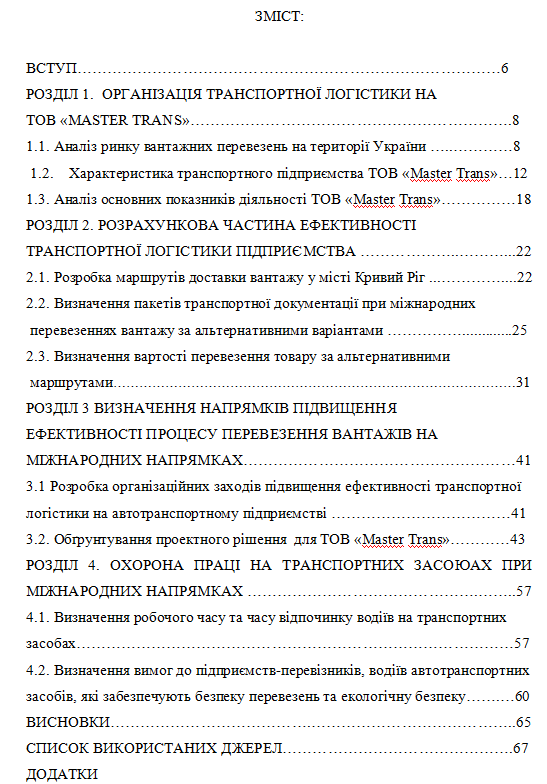 ЗМІСТ:
ВСТУП……………………………………………………………………………6
РОЗДІЛ 1. ОРГАНІЗАЦІЯ ТРАНСПОРТНОЇ ЛОГІСТИКИ НА
ТОВ «MASTER TRANS»…………………………………………………………8
1.1. Аналіз ринку вантажних перевезень на території України ……………..8
1.2. Характеристика транспортного підприємства ТОВ «Master Trans»…12
1.3. Аналіз основних показників діяльності ТОВ «Master Trans»……………18
РОЗДІЛ 2. РОЗРАХУНКОВА ЧАСТИНА ЕФЕКТИВНОСТІ
ТРАНСПОРТНОЇ ЛОГІСТИКИ ПІДПРИЄМСТВА ………………..………...22
2.1. Розробка маршрутів доставки вантажу у місті Кривий Ріг ...…………...22
2.2. Визначення пакетів транспортної документації при міжнародних
перевезеннях вантажу за альтернативними варіантами …………….............25
2.3. Визначення вартості перевезення товару за альтернативними
маршрутами.........................................................................................................31
РОЗДІЛ 3 ВИЗНАЧЕННЯ НАПРЯМКІВ ПІДВИЩЕННЯ
ЕФЕКТИВНОСТІ ПРОЦЕСУ ПЕРЕВЕЗЕННЯ ВАНТАЖІВ НА
МІЖНАРОДНИХ НАПРЯМКАХ………………………………………………41
3.1 Розробка організаційних заходів підвищення ефективності транспортної
логістики на автотранспортному підприємстві ………………………………41
3.2. Обґрунтування проектного рішення для ТОВ «Master Trans»…………43
РОЗДІЛ 4. ОХОРОНА ПРАЦІ НА ТРАНСПОРТНИХ ЗАСОЮАХ ПРИ
МІЖНАРОДНИХ НАПРЯМКАХ ………………………………………………57
4.1. Визначення робочого часу та часу відпочинку водіїв на транспортних
засобах………………………………………………………………………………57
4.2. Визначення вимог до підприємств-перевізників, водіїв автотранспортних
засобів, які забезпечують безпеку перевезень та екологічну безпеку………60
ВИСНОВКИ…………………………………………………………………………65
СПИСОК ВИКОРИСТАНИХ ДЖЕРЕЛ…………………………………………67
ДОДАТКИ